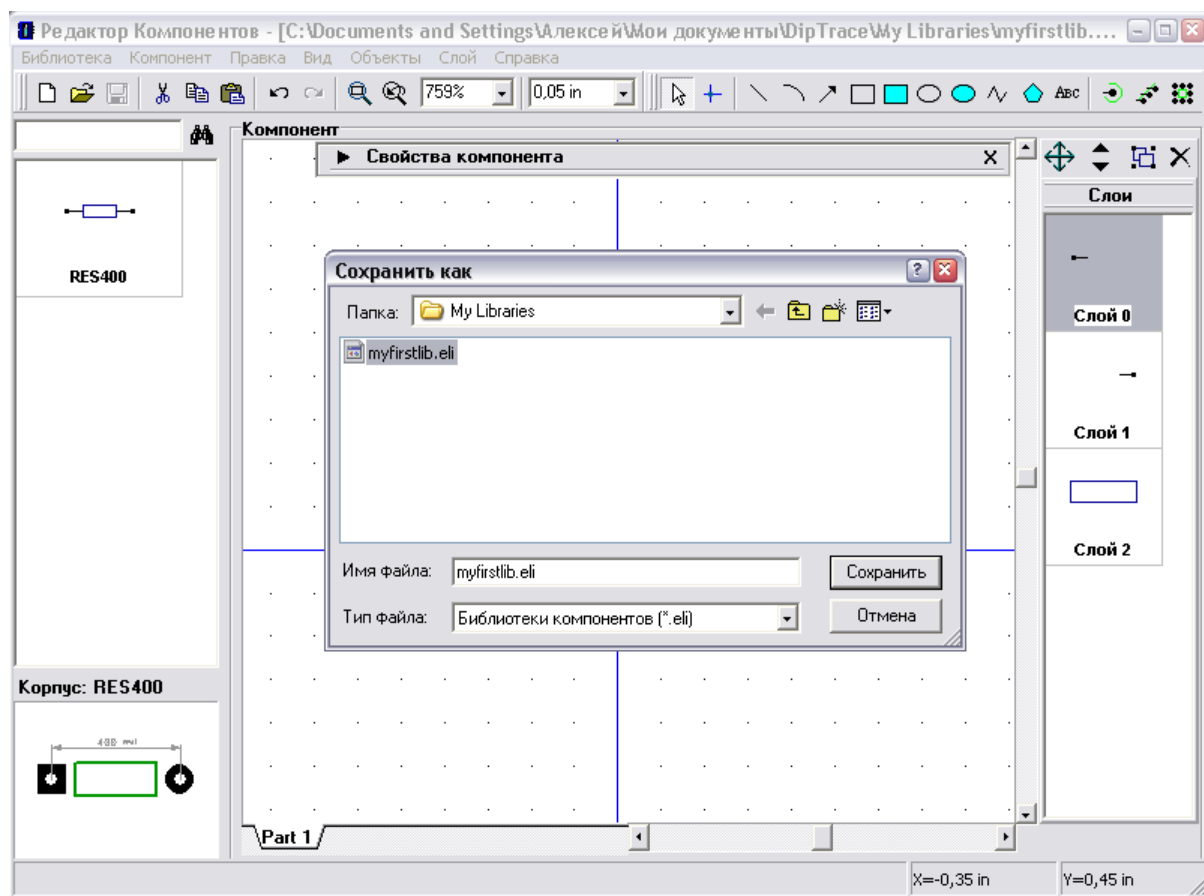 Редактор Компонентов - [C:\Documents and Settings\Алексей\Мои документы\DipTrace\My Libraries\myfirstlib....
Библиотека Компонент Правка Вид Объекты Слой Справка
759% 0,05 in ABC
Компонент
Свойства компонента X
RES400
Слои
Слой 0
Слой 1
Слой 2
Сохранить как
Папка: My Libraries
myfirstlib.eli
Имя файла: myfirstlib.eli Сохранить
Тип файла: Библиотеки компонентов (*.eli) Отмена
Корпус: RES400
Part 1
X=-0,35 in Y=0,45 in